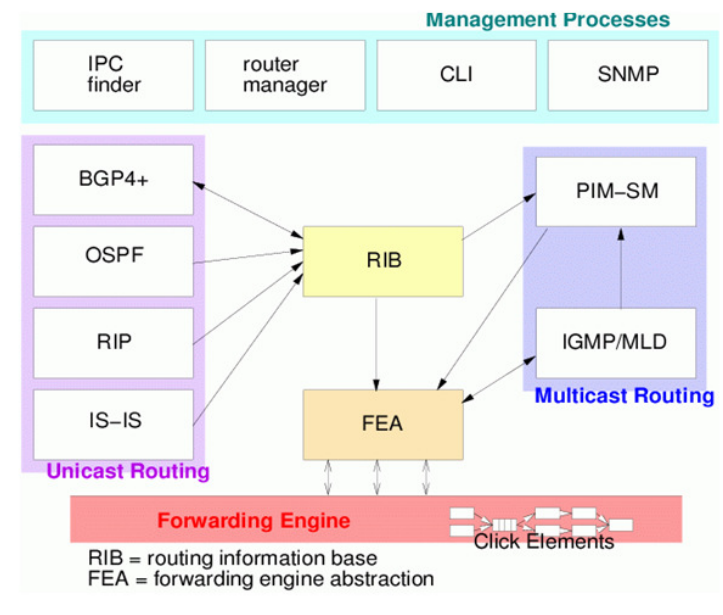 Management Processes
IPC
finder
router
manager
CLI
SNMP
BGP4+
OSPF
RIP
IS−IS
Unicast Routing
RIB
FEA
PIM−SM
IGMP/MLD
Multicast Routing
Forwarding Engine
Click Elements
RIB = routing information base
FEA = forwarding engine abstraction